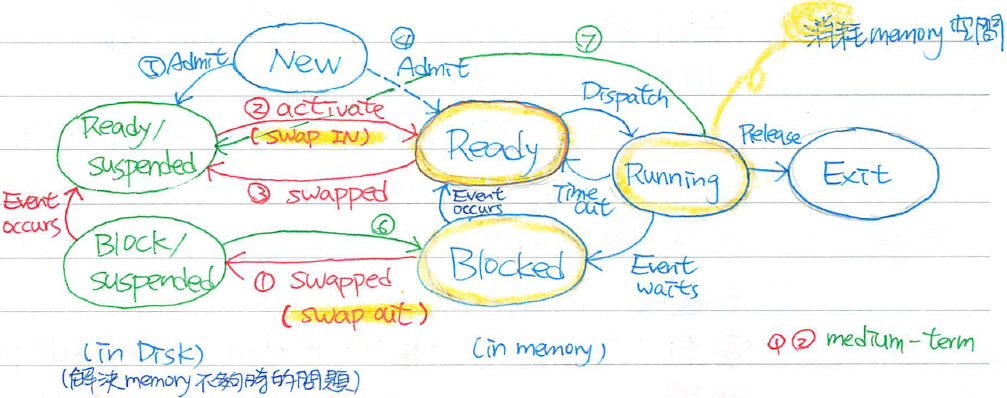 ⑦
④
消耗memory空間
⑤ Admit
New
Admit
② activate
Dispatch
(swap IN)
Ready/
suspended
Ready
Release
Running
Exit
③ swapped
Time
out
Event
occurs
Event
occurs
⑥
Block/
suspended
Blocked
① swapped
(swap out)
Event
waits
(in Disk)
(in memory)
① ② medium-term
(解決memory不夠時的問題)